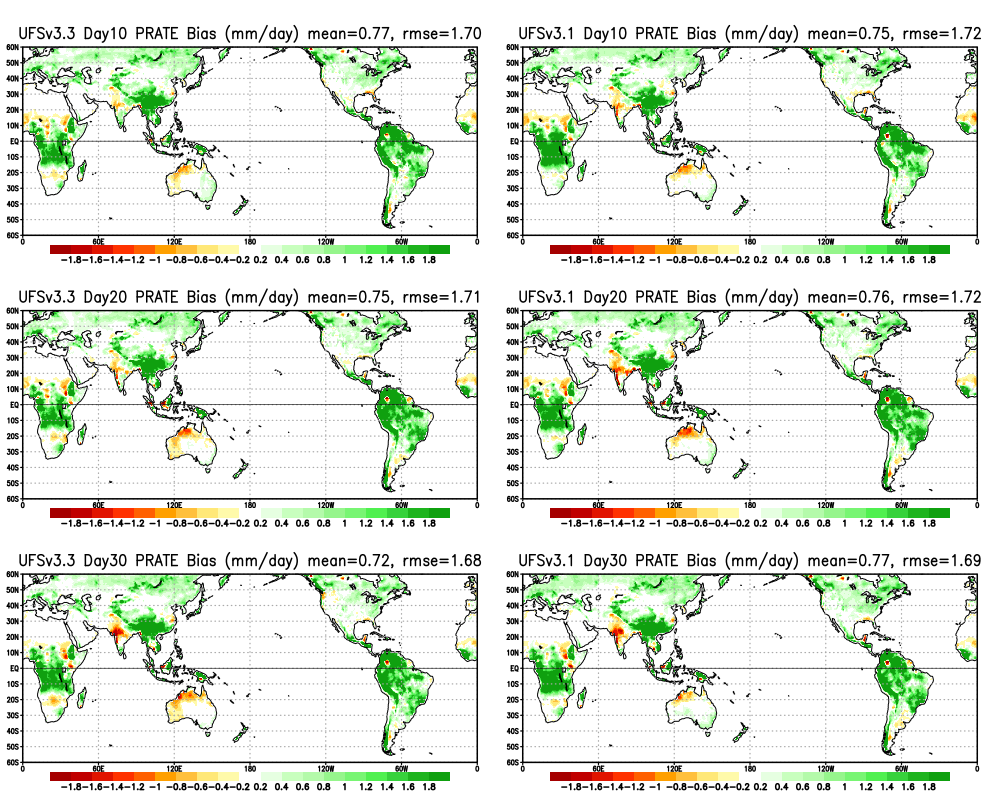 UFSv3.3 Day10 PRATE Bias (mm/day) mean=0.77, rmse=1.70
60N
50N
40N
30N
20N
10N
EQ
10S
20S
30S
40S
50S
60S
0 60E 120E 180 120W 60W 0
−1.8−1.6−1.4−1.2 −1 −0.8−0.6−0.4−0.2 0.2 0.4 0.6 0.8 1 1.2 1.4 1.6 1.8
UFSv3.1 Day10 PRATE Bias (mm/day) mean=0.75, rmse=1.72
60N
50N
40N
30N
20N
10N
EQ
10S
20S
30S
40S
50S
60S
0 60E 120E 180 120W 60W 0
−1.8−1.6−1.4−1.2 −1 −0.8−0.6−0.4−0.2 0.2 0.4 0.6 0.8 1 1.2 1.4 1.6 1.8
UFSv3.3 Day20 PRATE Bias (mm/day) mean=0.75, rmse=1.71
60N
50N
40N
30N
20N
10N
EQ
10S
20S
30S
40S
50S
60S
0 60E 120E 180 120W 60W 0
−1.8−1.6−1.4−1.2 −1 −0.8−0.6−0.4−0.2 0.2 0.4 0.6 0.8 1 1.2 1.4 1.6 1.8
UFSv3.1 Day20 PRATE Bias (mm/day) mean=0.76, rmse=1.72
60N
50N
40N
30N
20N
10N
EQ
10S
20S
30S
40S
50S
60S
0 60E 120E 180 120W 60W 0
−1.8−1.6−1.4−1.2 −1 −0.8−0.6−0.4−0.2 0.2 0.4 0.6 0.8 1 1.2 1.4 1.6 1.8
UFSv3.3 Day30 PRATE Bias (mm/day) mean=0.72, rmse=1.68
60N
50N
40N
30N
20N
10N
EQ
10S
20S
30S
40S
50S
60S
0 60E 120E 180 120W 60W 0
−1.8−1.6−1.4−1.2 −1 −0.8−0.6−0.4−0.2 0.2 0.4 0.6 0.8 1 1.2 1.4 1.6 1.8
UFSv3.1 Day30 PRATE Bias (mm/day) mean=0.77, rmse=1.69
60N
50N
40N
30N
20N
10N
EQ
10S
20S
30S
40S
50S
60S
0 60E 120E 180 120W 60W 0
−1.8−1.6−1.4−1.2 −1 −0.8−0.6−0.4−0.2 0.2 0.4 0.6 0.8 1 1.2 1.4 1.6 1.8